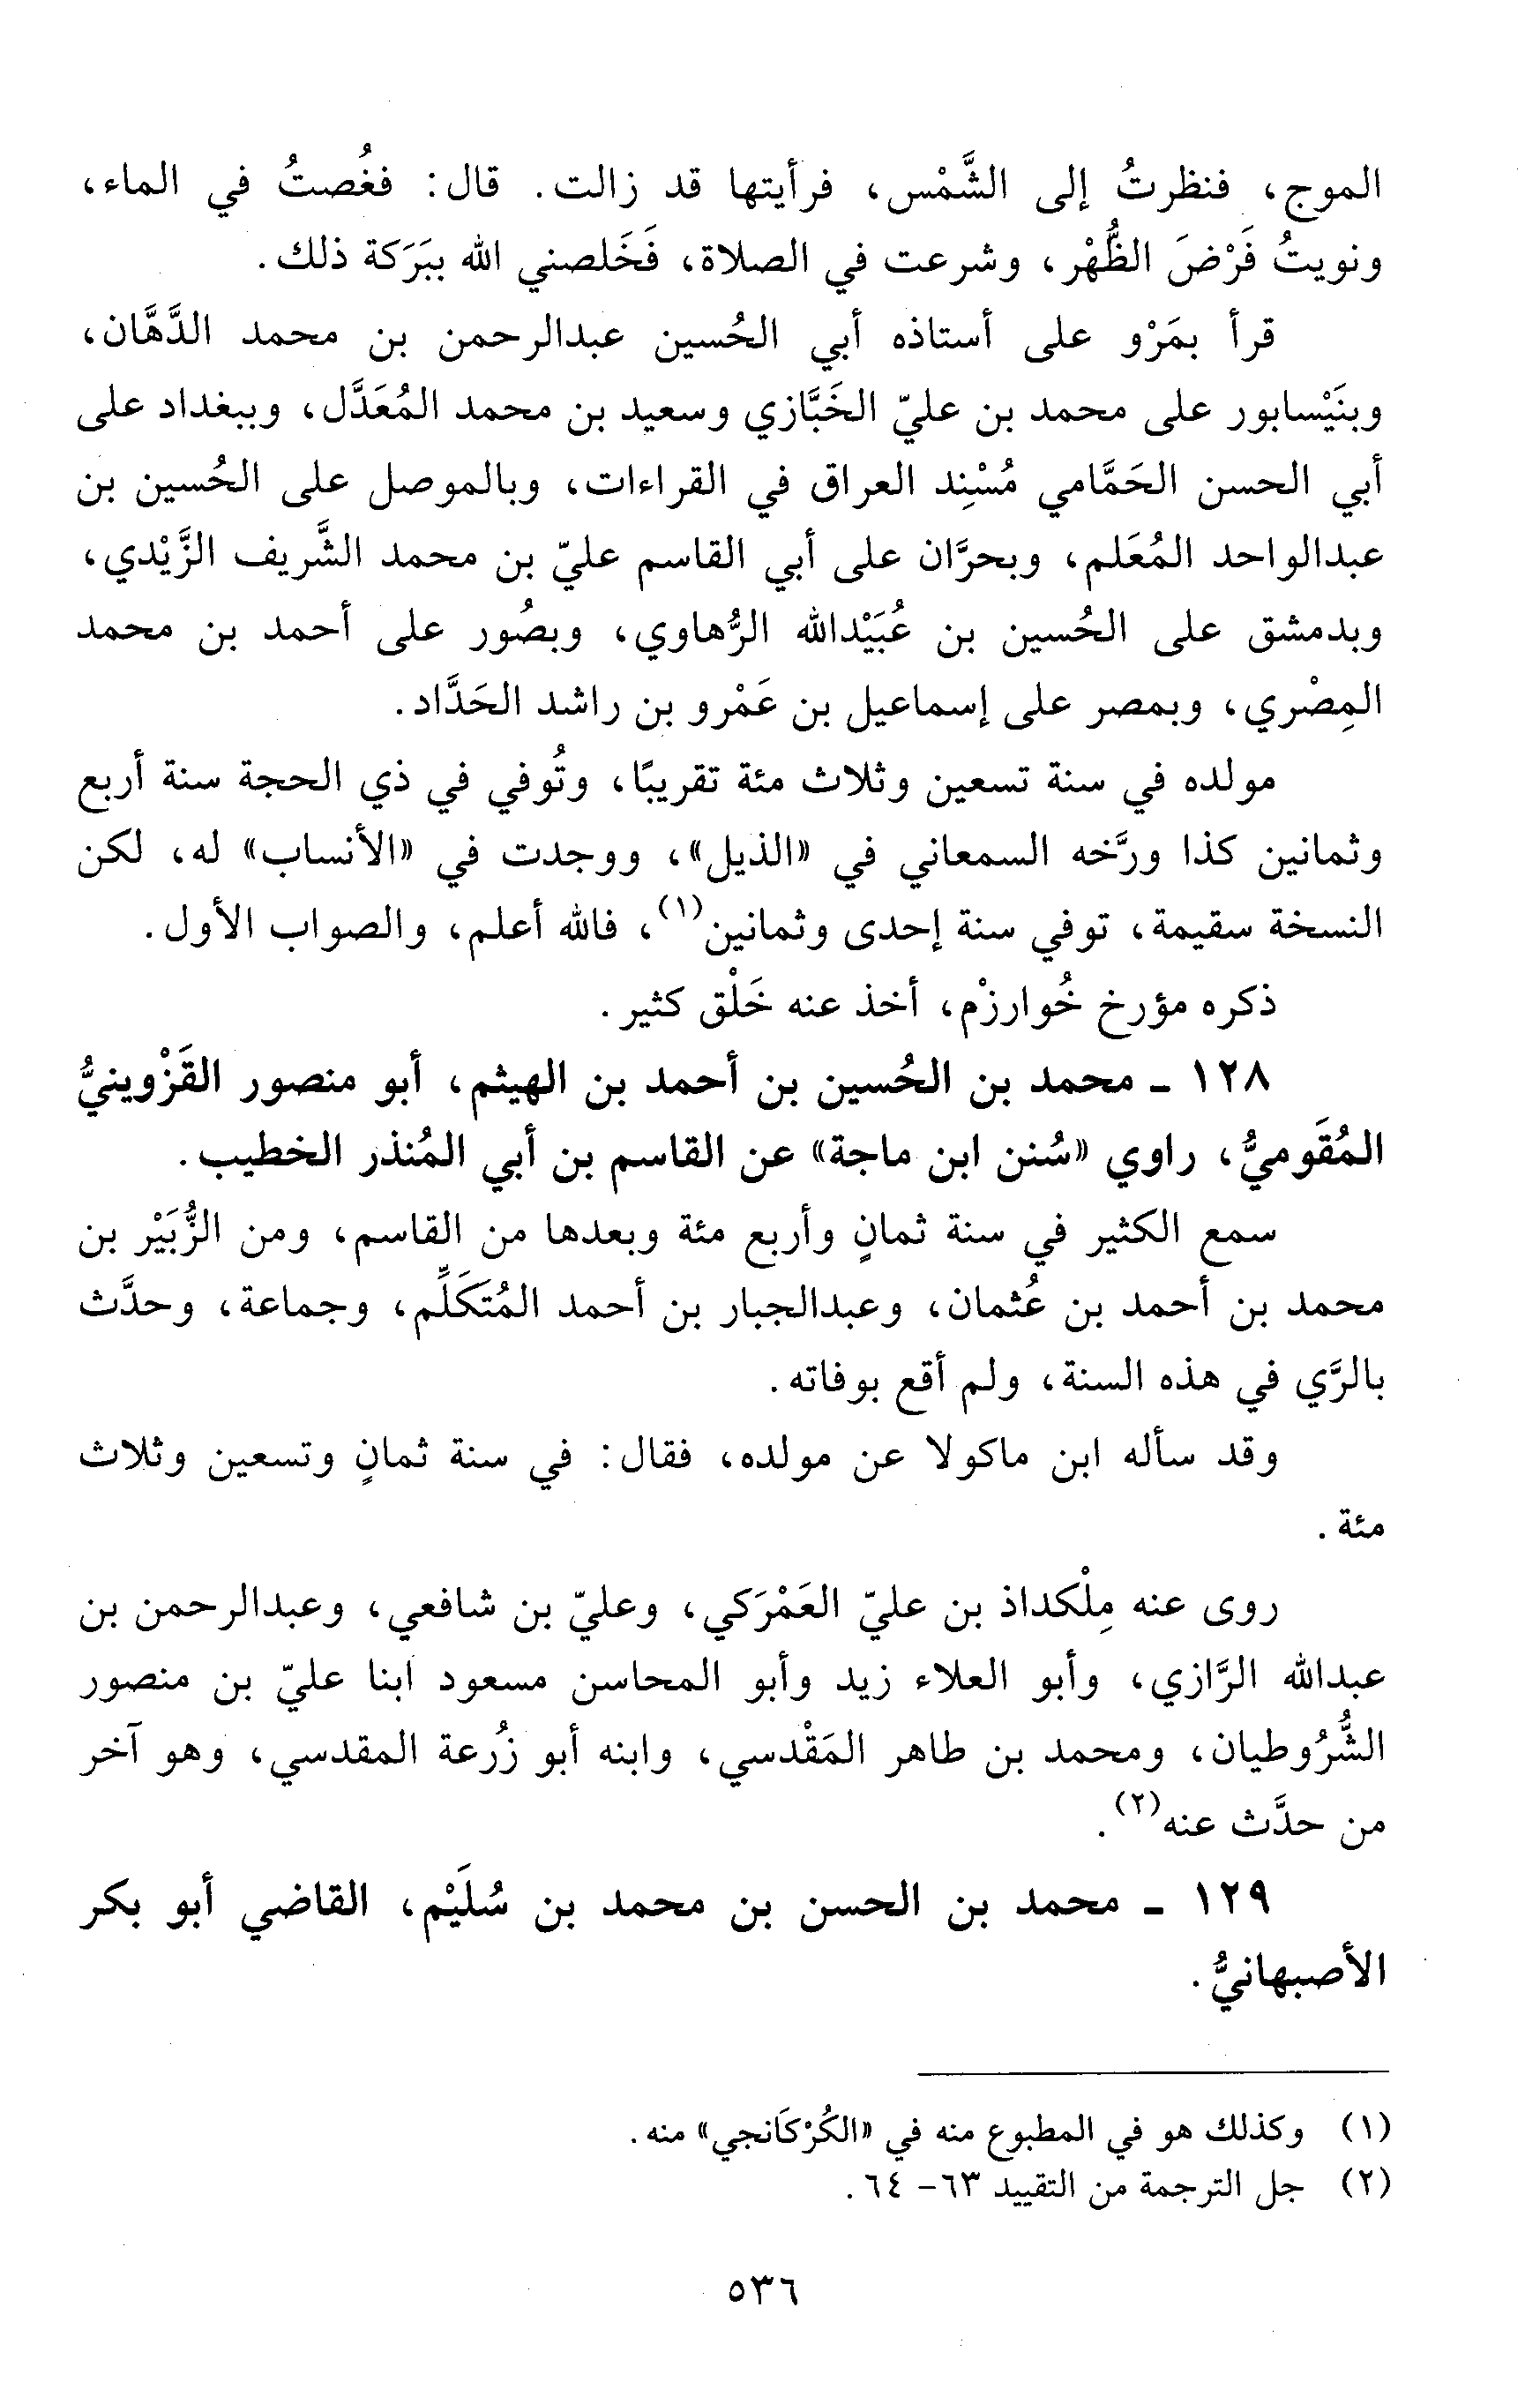 الموج، فنظرتُ إلى الشَّمْس، فرأيتها قد زالت. قال: فغُصتُ في الماء،
ونويتُ فَرْضَ الظُّهْر، وشرعت في الصلاة، فَخَلصني الله ببَرَكة ذلك.
قرأ بمَرْو على أستاذه أبي الحُسين عبدالرحمن بن محمد الدَّهَّان،
وبنَيْسابور على محمد بن عليّ الخَبَّازي وسعيد بن محمد المُعَدَّل، وببغداد على
أبي الحسن الحَمَّامي مُسْنِد العراق في القراءات، وبالموصل على الحُسين بن
عبدالواحد المُعَلم، وبحرَّان على أبي القاسم عليّ بن محمد الشَّريف الزَّيْدي،
وبدمشق على الحُسين بن عُبَيْدالله الرُّهاوي، وبصُور على أحمد بن محمد
المِصْري، وبمصر على إسماعيل بن عَمْرو بن راشد الحَدَّاد.
مولده في سنة تسعين وثلاث مئة تقريبًا، وتُوفي في ذي الحجة سنة أربع
وثمانين كذا ورَّخه السمعاني في «الذيل»، ووجدت في «الأنساب» له، لكن
النسخة سقيمة، توفي سنة إحدى وثمانين(١)، فالله أعلم، والصواب الأول.
ذكره مؤرخ خُوارزْم، أخذ عنه خَلْق كثير.
١٢٨ - محمد بن الحُسين بن أحمد بن الهيثم، أبو منصور القَزْوينيُّ
المُقَوميُّ، راوي «سُنن ابن ماجة» عن القاسم بن أبي المُنذر الخطيب.
سمع الكثير في سنة ثمانٍ وأربع مئة وبعدها من القاسم، ومن الزُّبَيْر بن
محمد بن أحمد بن عُثمان، وعبدالجبار بن أحمد المُتَكَلِّم، وجماعة، وحدَّث
بالرَّي في هذه السنة، ولم أقع بوفاته.
وقد سأله ابن ماكولا عن مولده، فقال: في سنة ثمانٍ وتسعين وثلاث
مئة.
روى عنه مِلْكداذ بن عليّ العَمْرَكي، وعليّ بن شافعي، وعبدالرحمن بن
عبدالله الرَّازي، وأبو العلاء زيد وأبو المحاسن مسعود ابنا عليّ بن منصور
الشُّرُوطيان، ومحمد بن طاهر المَقْدسي، وابنه أبو زُرعة المقدسي، وهو آخر
من حدَّث عنه(٢).
١٢٩ - محمد بن الحسن بن محمد بن سُلَيْم، القاضي أبو بكر
الأصبهانيُّ.
(١) وكذلك هو في المطبوع منه في «الكُرْكَانجي» منه.
(٢) جل الترجمة من التقييد ٦٣- ٦٤.
٥٣٦